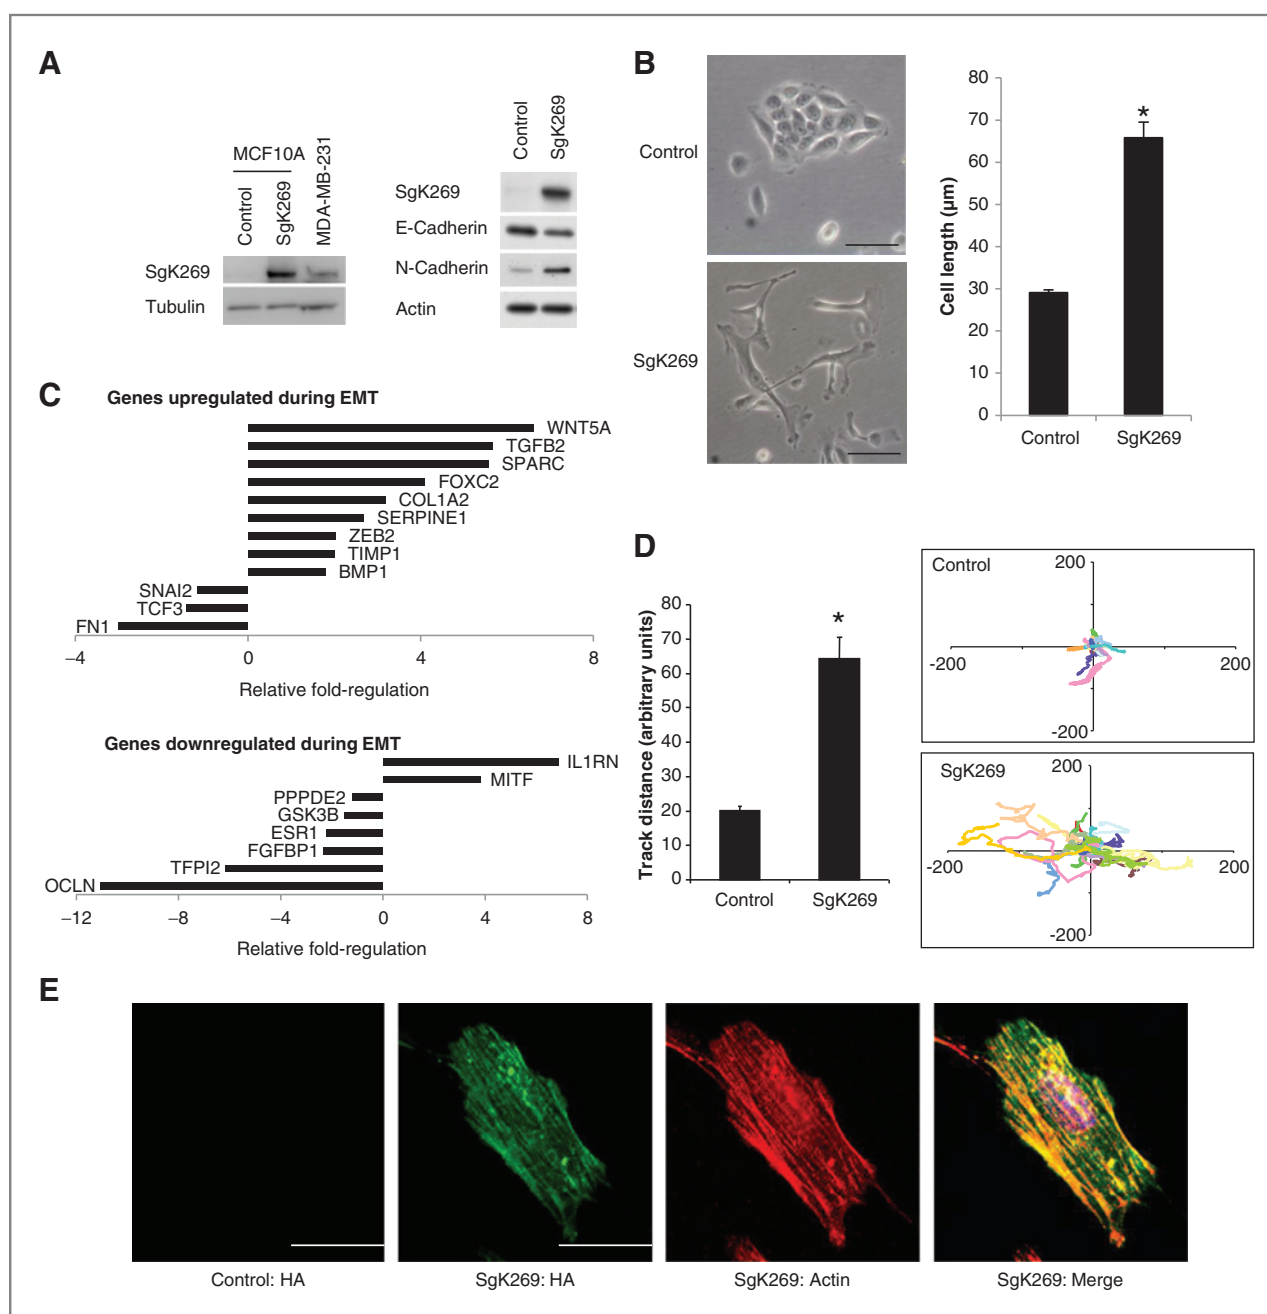 A
MCF10A
Control
SgK269
MDA-MB-231
SgK269
Tubulin
Control
SgK269
SgK269
E-Cadherin
N-Cadherin
Actin
B
Control
SgK269
Cell length (µm)
80
70
60
50
40
30
20
10
0
*
Control
SgK269
C
Genes upregulated during EMT
WNT5A
TGFB2
SPARC
FOXC2
COL1A2
SERPINE1
ZEB2
TIMP1
BMP1
SNAI2
TCF3
FN1
−4 0 4 8
Relative fold-regulation
Genes downregulated during EMT
IL1RN
MITF
PPPDE2
GSK3B
ESR1
FGFBP1
TFPI2
OCLN
−12 −8 −4 0 4 8
Relative fold-regulation
D
Track distance (arbitrary units)
80
70
60
50
40
30
20
10
0
*
Control
SgK269
Control
200
-200 200
-200
SgK269
200
-200 200
-200
E
Control: HA
SgK269: HA
SgK269: Actin
SgK269: Merge